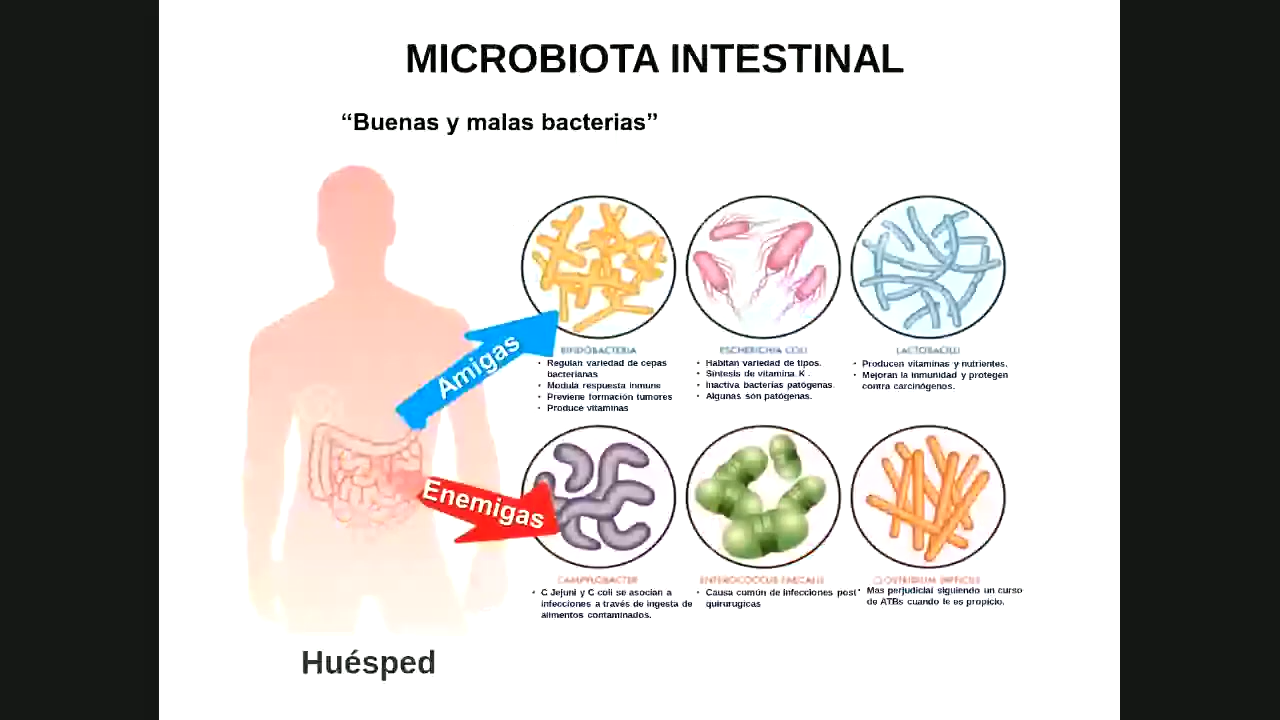 MICROBIOTA INTESTINAL
“Buenas y malas bacterias”
Amigas
Enemigas
BIFIDOBACTERIA
• Regulan variedad de cepas
bacterianas
• Modula respuesta inmune
• Previene formación tumores
• Produce vitaminas
ESCHERICHIA COLI
• Habitan variedad de tipos.
• Síntesis de vitamina K .
• Inactiva bacterias patógenas.
• Algunas són patógenas.
LACTOBACILLI
• Producen vitaminas y nutrientes.
• Mejoran la inmunidad y protegen
contra carcinógenos.
CAMPYLOBACTER
• C Jejuni y C coli se asocian a
infecciones a través de ingesta de
alimentos contaminados.
ENTEROCOCCUS FAECALIS
• Causa común de infecciones post
quirurugicas
CLOSTRIDIUM DIFFICILE
• Mas perjudicial siguiendo un curso
de ATBs cuando le es propicio.
Huésped